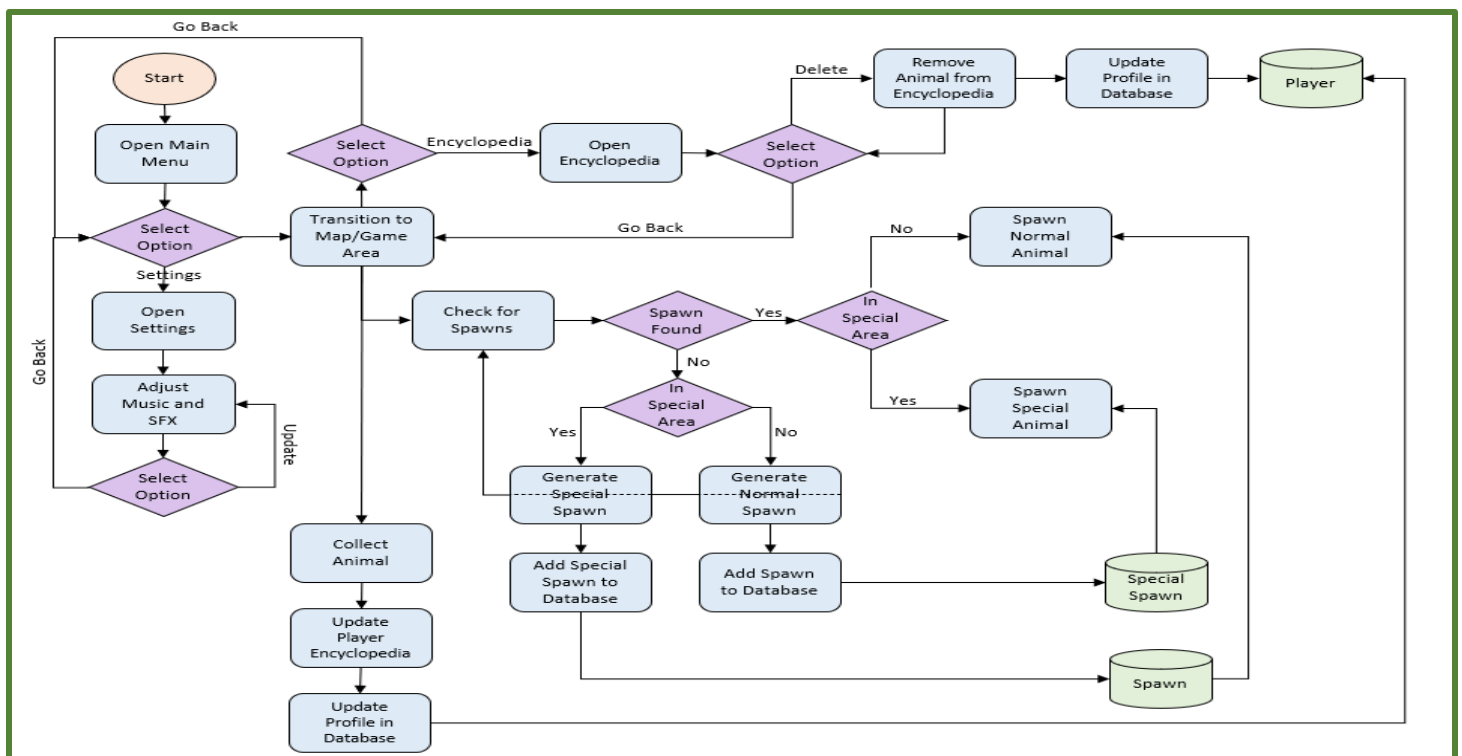 Go Back
Start
Open Main
Menu
Select
Option
Settings
Open
Settings
Adjust
Music and
SFX
Update
Select
Option
Go Back
Select
Option
Encyclopedia
Open
Encyclopedia
Select
Option
Delete
Remove
Animal from
Encyclopedia
Update
Profile in
Database
Player
Transition to
Map/Game
Area
Go Back
Check for
Spawns
Spawn
Found
Yes
In
Special
Area
No
Spawn
Normal
Animal
Yes
Spawn
Special
Animal
No
In
Special
Area
Yes
No
Generate
Special
Spawn
Generate
Normal
Spawn
Add Special
Spawn to
Database
Add Spawn
to Database
Special
Spawn
Spawn
Collect
Animal
Update
Player
Encyclopedia
Update
Profile in
Database